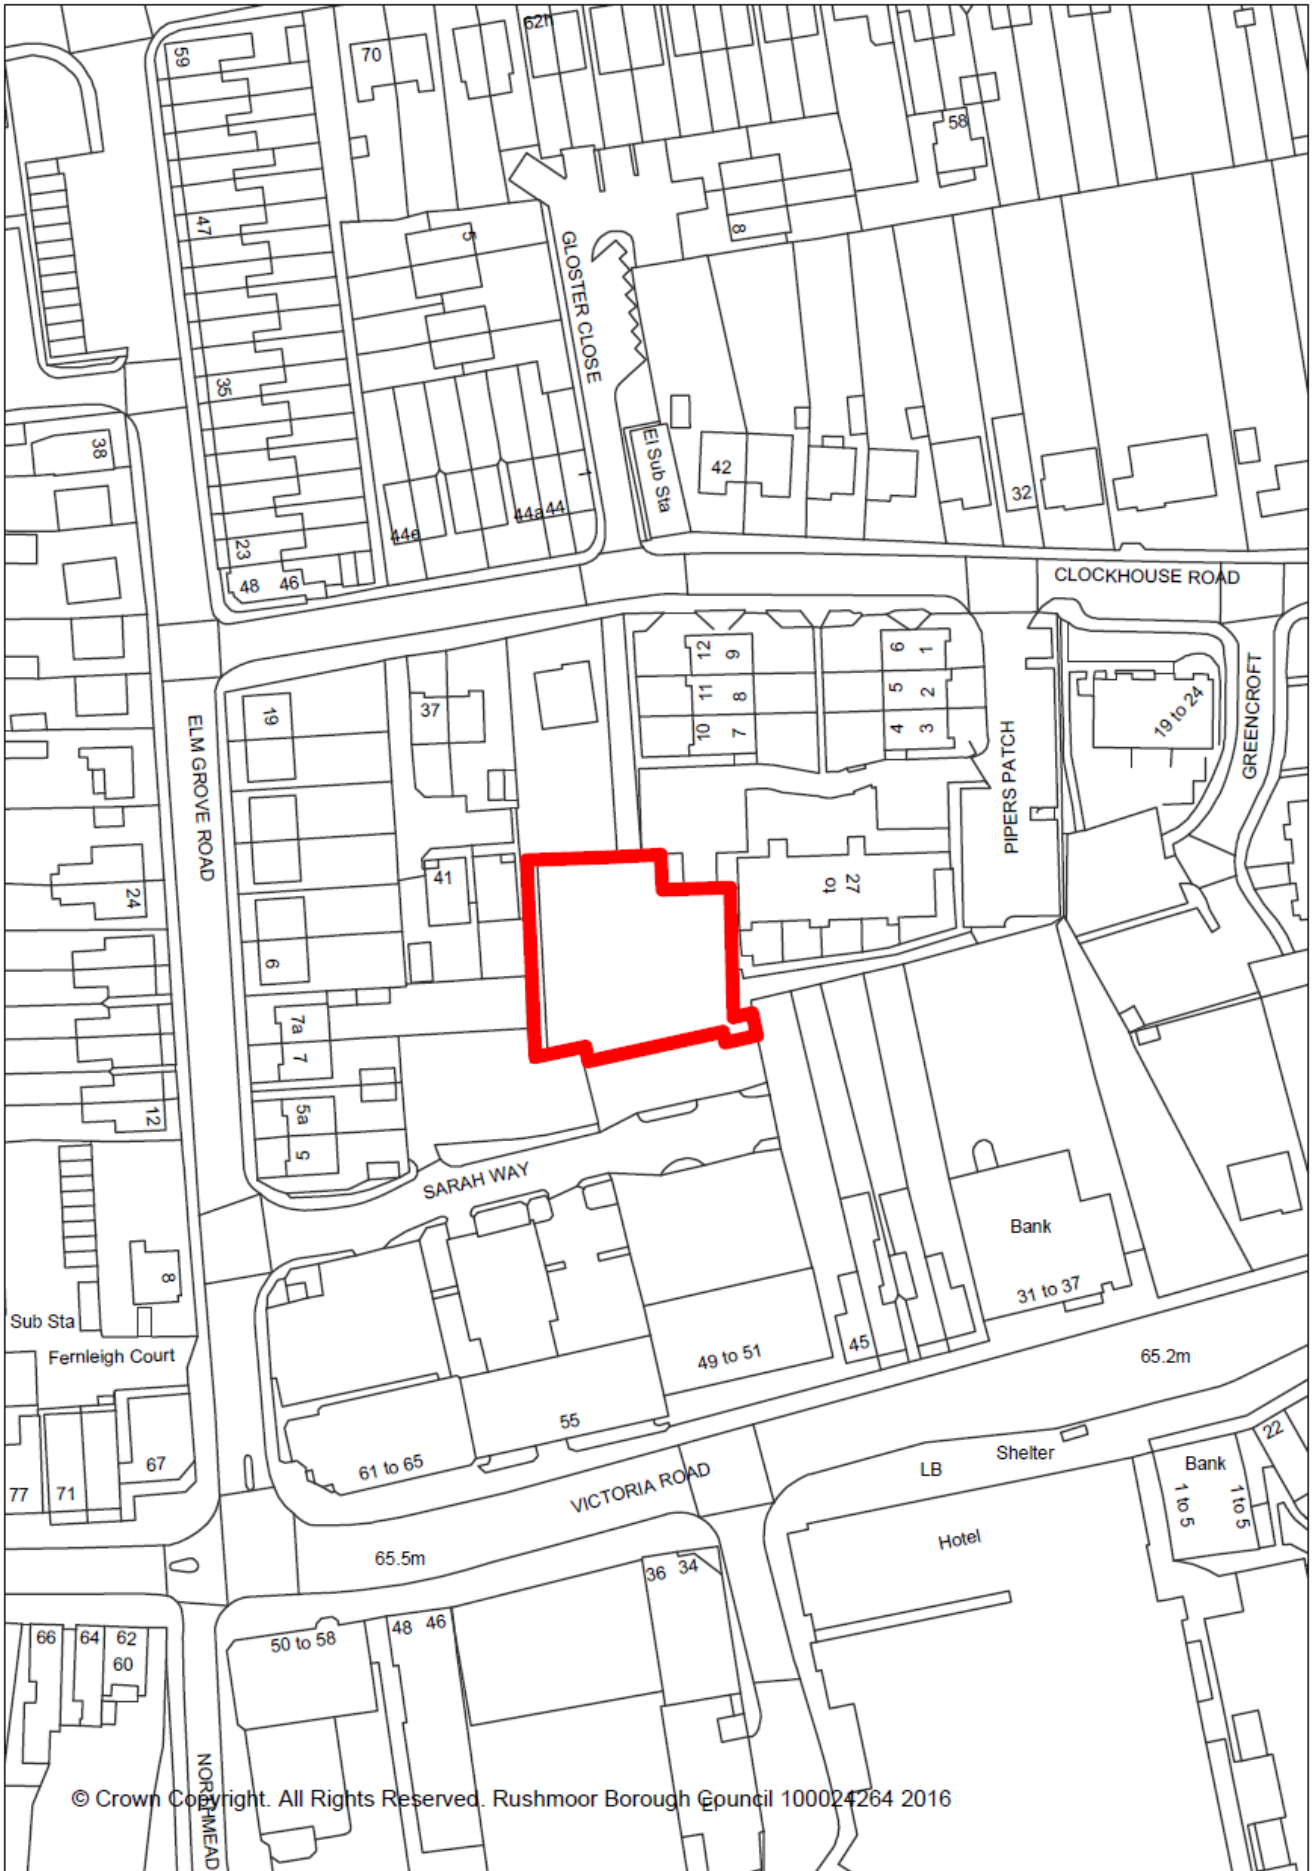 59
70
62h
58
47
5
8
GLOSTER CLOSE
35
38
1
El Sub Sta
42
32
44e
44a
44
23
48
46
CLOCKHOUSE ROAD
12
9
11
8
10
7
6
1
5
2
4
3
19 to 24
GREENCROFT
PIPERS PATCH
19
37
ELM GROVE ROAD
41
24
27
to
7a
7
5a
12
SARAH WAY
8
Sub Sta
Fernleigh Court
Bank
31 to 37
45
49 to 51
65.2m
55
61 to 65
67
77
71
VICTORIA ROAD
LB
Shelter
22
Bank
1 to 5
1 to 5
Hotel
65.5m
36
34
66
64
62
60
50 to 58
48
46
NORTHMEAD
© Crown Copyright. All Rights Reserved. Rushmoor Borough Council 100024264 2016